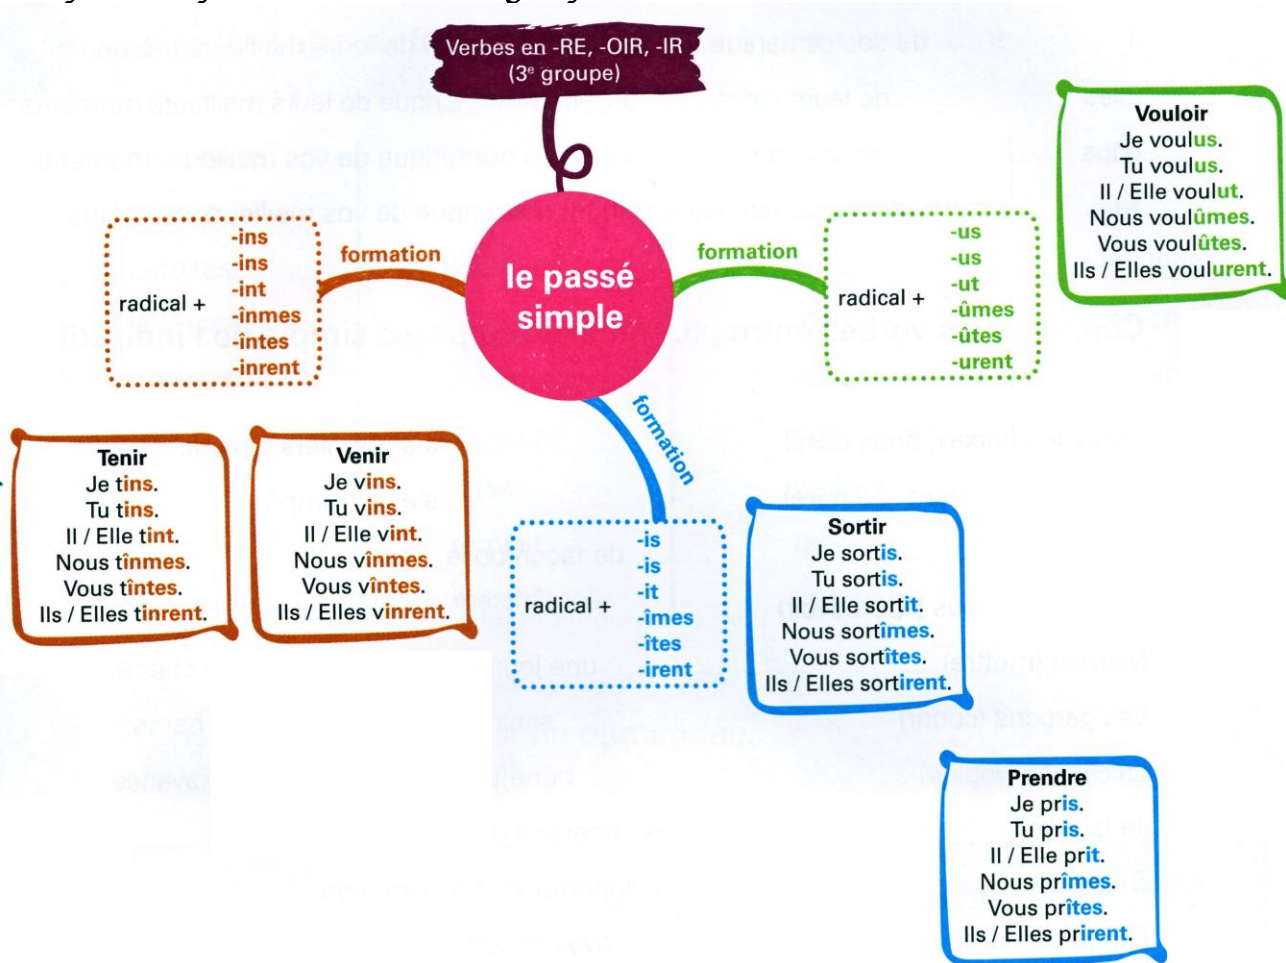 Verbes en -RE, -OIR, -IR
(3e groupe)
le passé
simple
formation
radical +
-ins
-ins
-int
-înmes
-întes
-inrent
Tenir
Je tins.
Tu tins.
Il / Elle tint.
Nous tînmes.
Vous tîntes.
Ils / Elles tinrent.
Venir
Je vins.
Tu vins.
Il / Elle vint.
Nous vînmes.
Vous vîntes.
Ils / Elles vinrent.
formation
radical +
-us
-us
-ut
-ûmes
-ûtes
-urent
Vouloir
Je voulus.
Tu voulus.
Il / Elle voulut.
Nous voulûmes.
Vous voulûtes.
Ils / Elles voulurent.
formation
radical +
-is
-is
-it
-îmes
-îtes
-irent
Sortir
Je sortis.
Tu sortis.
Il / Elle sortit.
Nous sortîmes.
Vous sortîtes.
Ils / Elles sortirent.
Prendre
Je pris.
Tu pris.
Il / Elle prit.
Nous prîmes.
Vous prîtes.
Ils / Elles prirent.